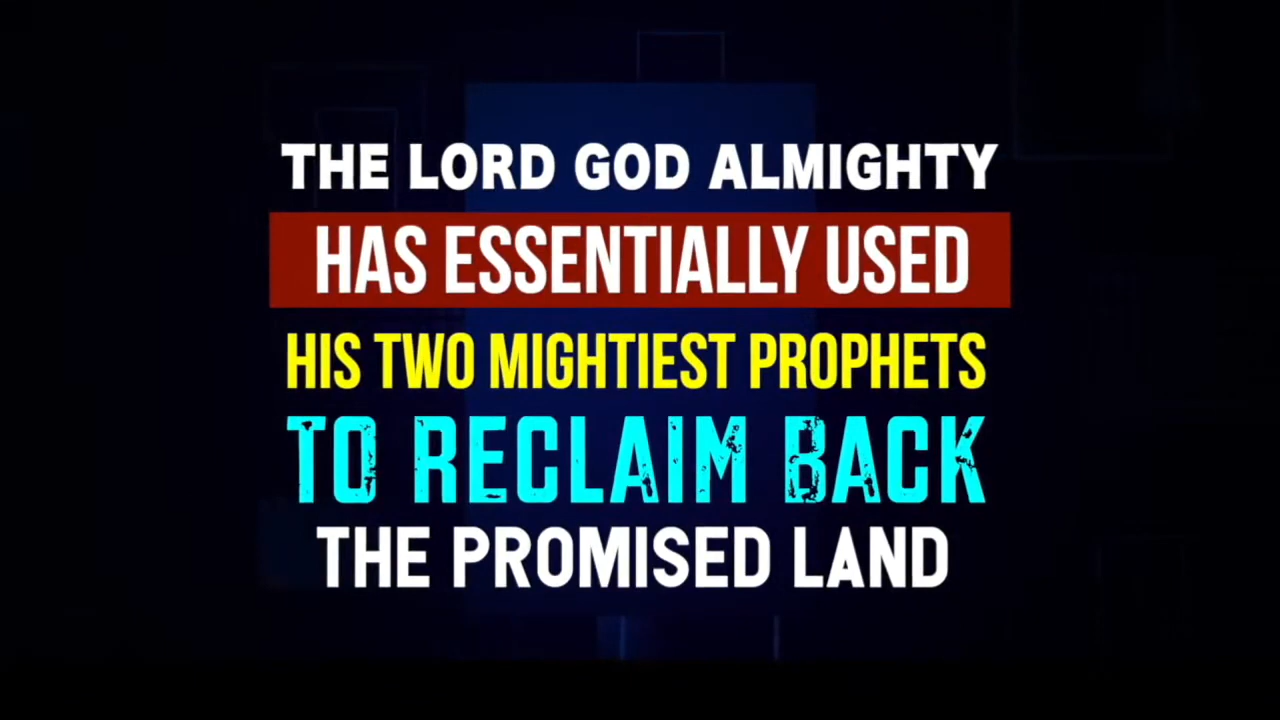 THE LORD GOD ALMIGHTY
HAS ESSENTIALLY USED
HIS TWO MIGHTIEST PROPHETS
TO RECLAIM BACK
THE PROMISED LAND